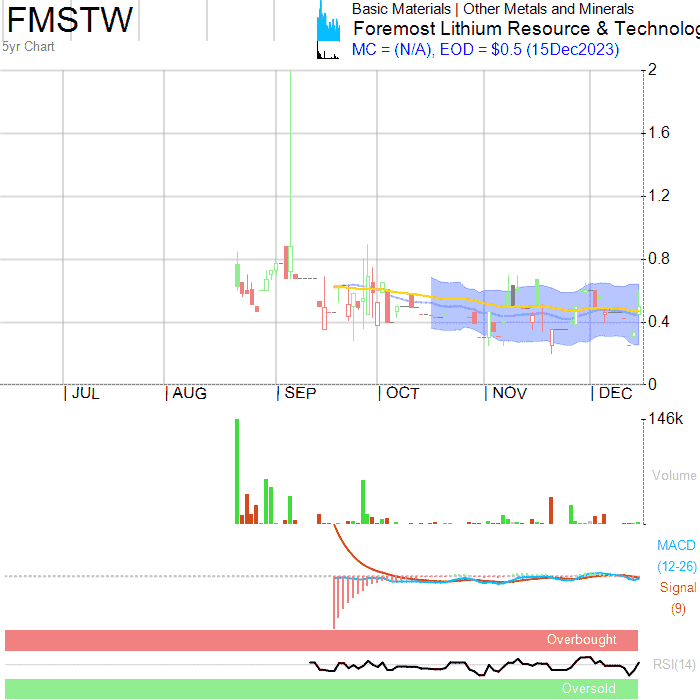 FMSTW
5yr Chart
Basic Materials | Other Metals and Minerals
Foremost Lithium Resource & Technolog
MC = (N/A), EOD = $0.5 (15Dec2023)
2
1.6
1.2
0.8
0.4
0
| JUL | AUG | SEP | OCT | NOV | DEC
146k
Volume
MACD
(12-26)
Signal
(9)
Overbought
RSI(14)
Oversold